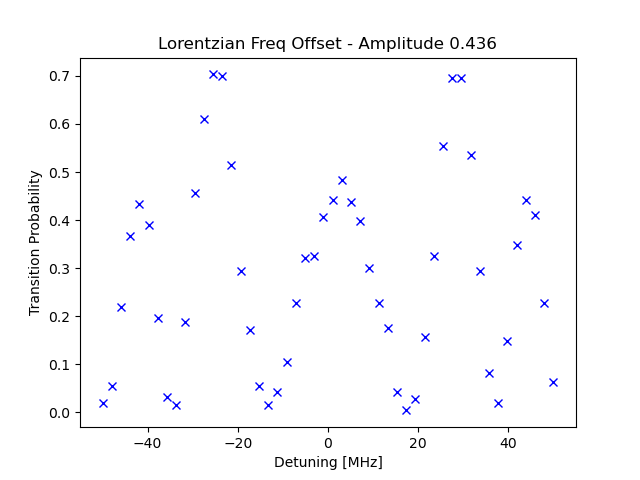 Lorentzian Freq Offset - Amplitude 0.436
Transition Probability
0.7
0.6
0.5
0.4
0.3
0.2
0.1
0.0
−40 −20 0 20 40
Detuning [MHz]